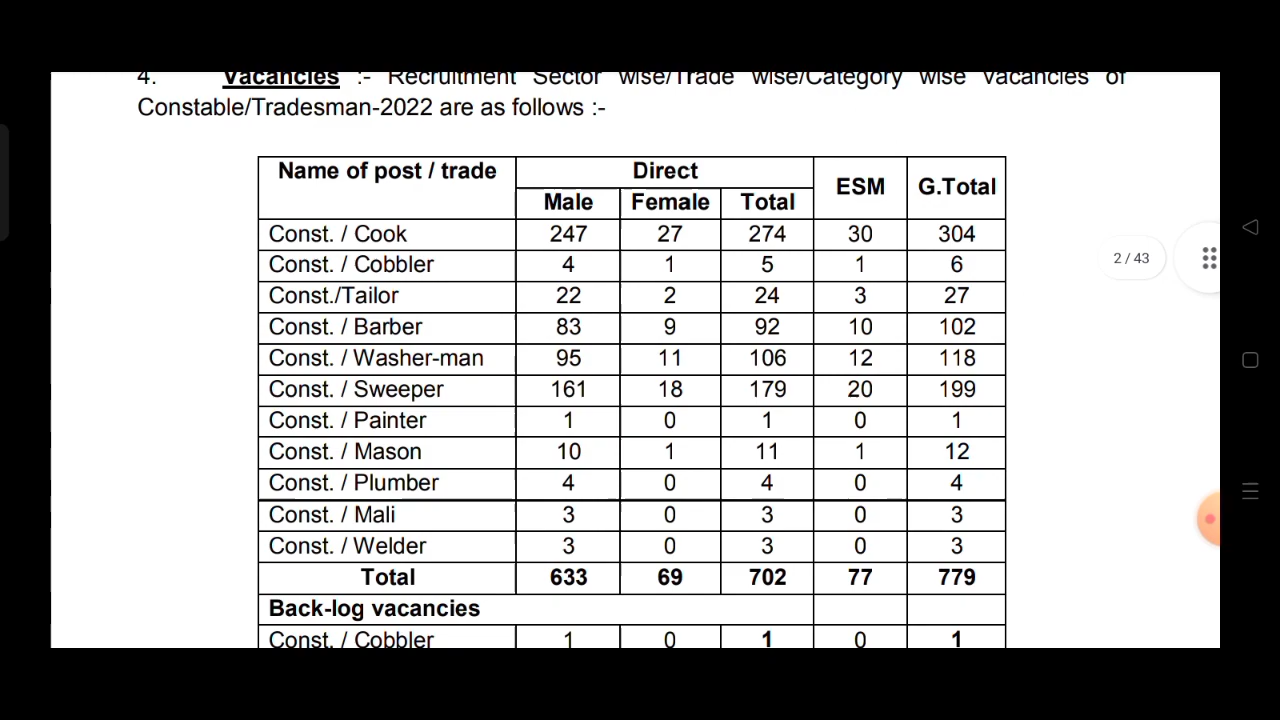 4. Vacancies :- Recruitment Sector wise/Trade wise/Category wise vacancies of
Constable/Tradesman-2022 are as follows :-
Name of post / trade Direct ESM G.Total
Male Female Total
Const. / Cook 247 27 274 30 304
Const. / Cobbler 4 1 5 1 6
Const./Tailor 22 2 24 3 27
Const. / Barber 83 9 92 10 102
Const. / Washer-man 95 11 106 12 118
Const. / Sweeper 161 18 179 20 199
Const. / Painter 1 0 1 0 1
Const. / Mason 10 1 11 1 12
Const. / Plumber 4 0 4 0 4
Const. / Mali 3 0 3 0 3
Const. / Welder 3 0 3 0 3
Total 633 69 702 77 779
Back-log vacancies
Const. / Cobbler 1 0 1 0 1
2 / 43